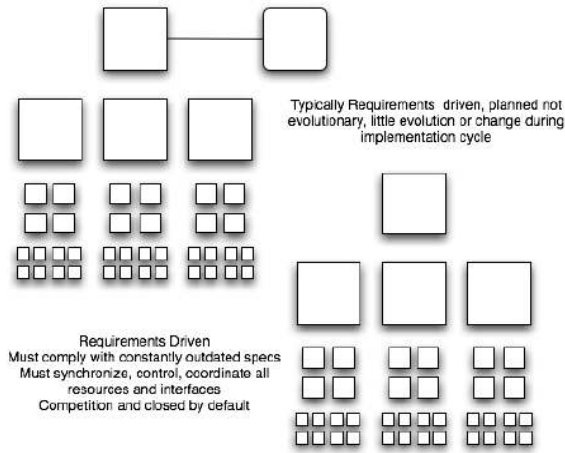 Typically Requirements driven, planned not
evolutionary, little evolution or change during
implementation cycle
Requirements Driven
Must comply with constantly outdated specs
Must synchronize, control, coordinate all
resources and interfaces
Competition and closed by default